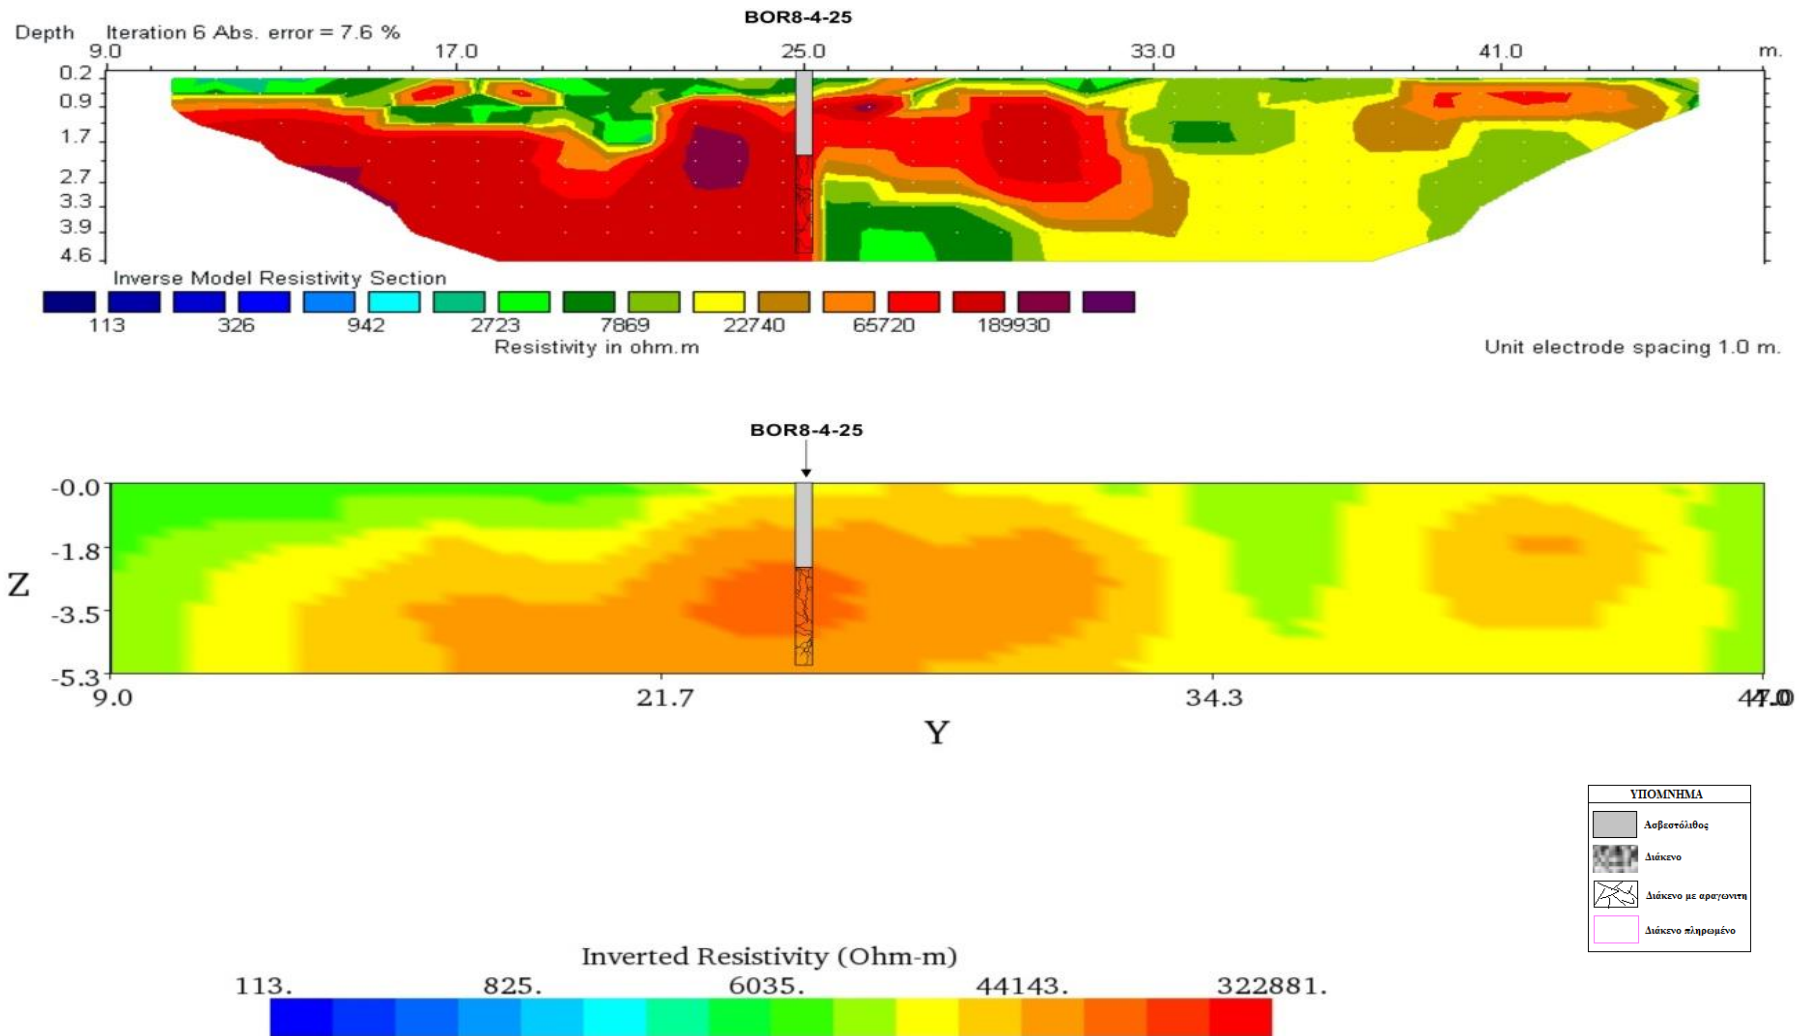 BOR8-4-25
Depth Iteration 6 Abs. error = 7.6 %
9.0 17.0 25.0 33.0 41.0 m.
0.2
0.9
1.7
2.7
3.3
3.9
4.6
Inverse Model Resistivity Section
113 326 942 2723 7869 22740 65720 189930
Resistivity in ohm.m
Unit electrode spacing 1.0 m.
BOR8-4-25
-0.0
-1.8
Z
-3.5
-5.3
9.0 21.7 34.3 47.0
Y
ΥΠΟΜΝΗΜΑ
Ασβεστόλιθος
Διάκενο
Διάκενο με αραγωνιτη
Διάκενο πληρωμένο
Inverted Resistivity (Ohm-m)
113. 825. 6035. 44143. 322881.